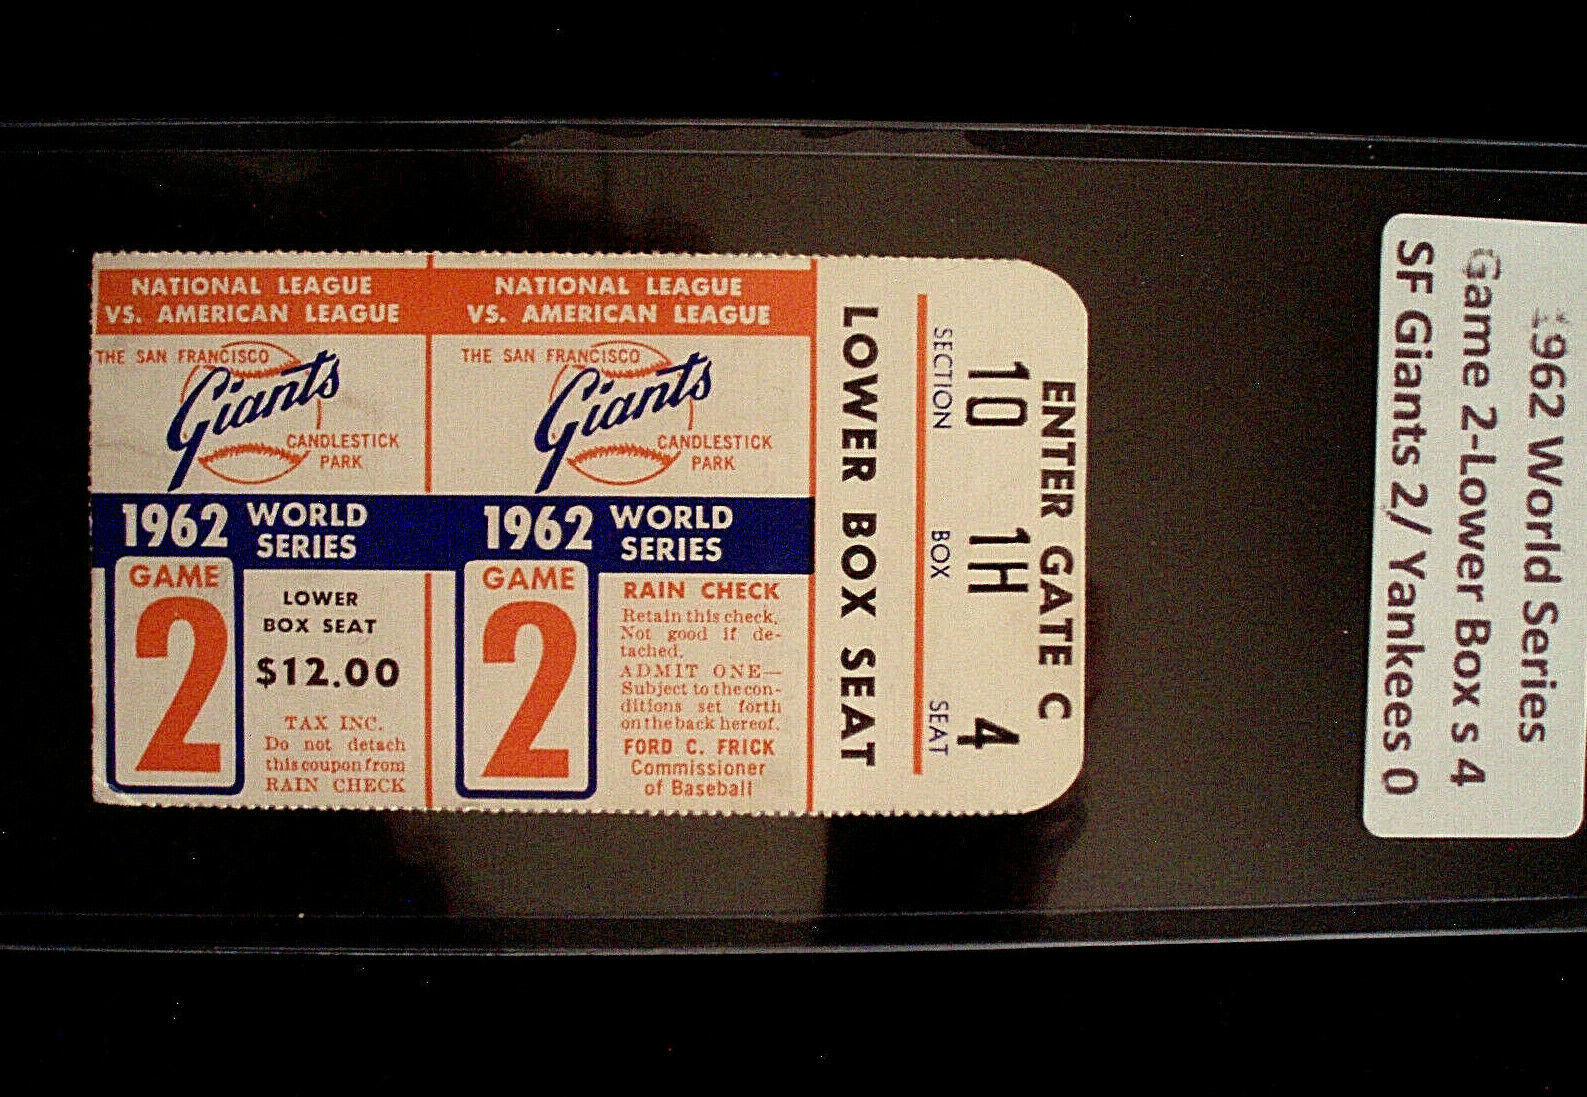 NATIONAL LEAGUE
VS. AMERICAN LEAGUE
THE SAN FRANCISCO
Giants
CANDLESTICK
PARK
1962 WORLD
SERIES
GAME
2
LOWER
BOX SEAT
$12.00
TAX INC.
Do not detach
this coupon from
RAIN CHECK
NATIONAL LEAGUE
VS. AMERICAN LEAGUE
THE SAN FRANCISCO
Giants
CANDLESTICK
PARK
1962 WORLD
SERIES
GAME
2
RAIN CHECK
Retain this check.
Not good if de-
tached.
ADMIT ONE—
Subject to the con-
ditions set forth
on the back hereof.
FORD C. FRICK
Commissioner
of Baseball
ENTER GATE C
10 1H 4
SECTION BOX SEAT
LOWER BOX SEAT
1962 World Series
Game 2-Lower Box s 4
SF Giants 2/ Yankees 0